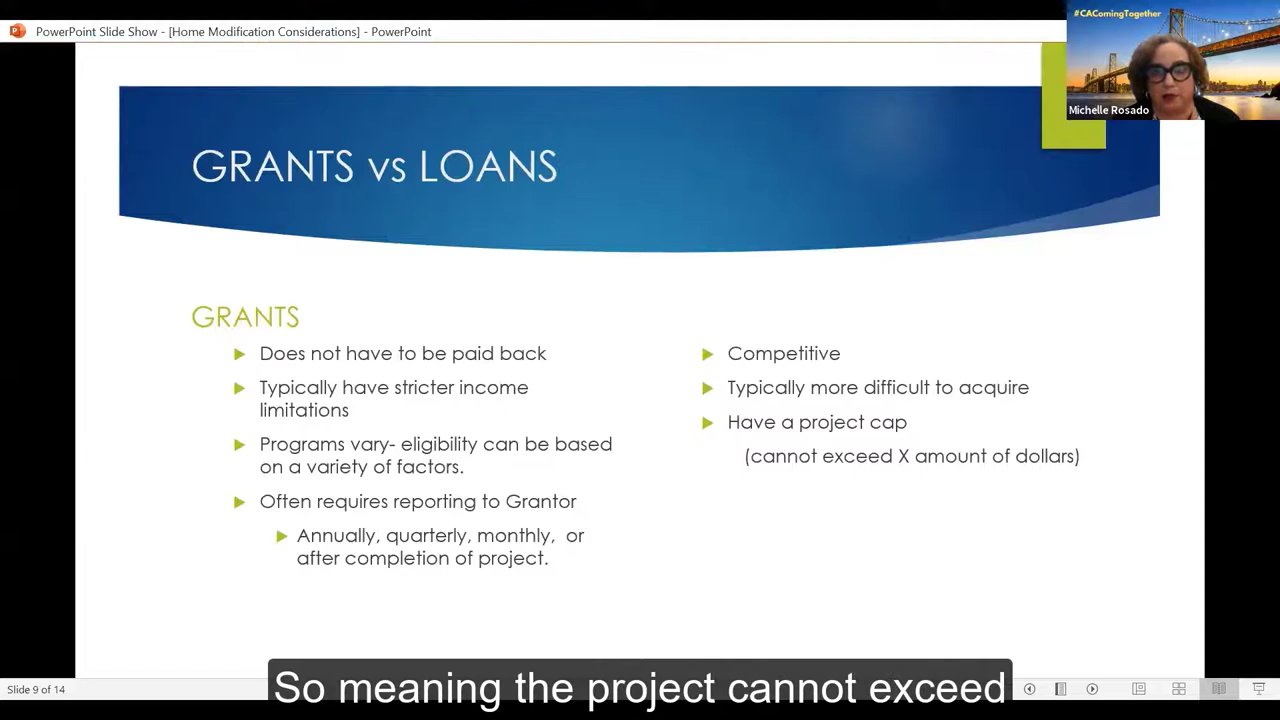 PowerPoint Slide Show - [Home Modification Considerations] - PowerPoint
#CAComingTogether
Michelle Rosado
GRANTS vs LOANS
GRANTS
Does not have to be paid back
Typically have stricter income
limitations
Programs vary- eligibility can be based
on a variety of factors.
Often requires reporting to Grantor
Annually, quarterly, monthly, or
after completion of project.
Competitive
Typically more difficult to acquire
Have a project cap
(cannot exceed X amount of dollars)
So meaning the project cannot exceed
Slide 9 of 14